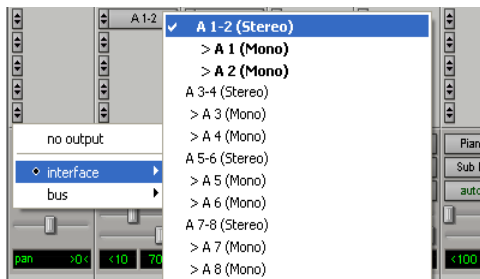 A 1-2
✓ A 1-2 (Stereo)
> A 1 (Mono)
> A 2 (Mono)
A 3-4 (Stereo)
> A 3 (Mono)
> A 4 (Mono)
A 5-6 (Stereo)
> A 5 (Mono)
> A 6 (Mono)
A 7-8 (Stereo)
> A 7 (Mono)
> A 8 (Mono)
no output
interface
bus
pan >0<
<10 70
<100